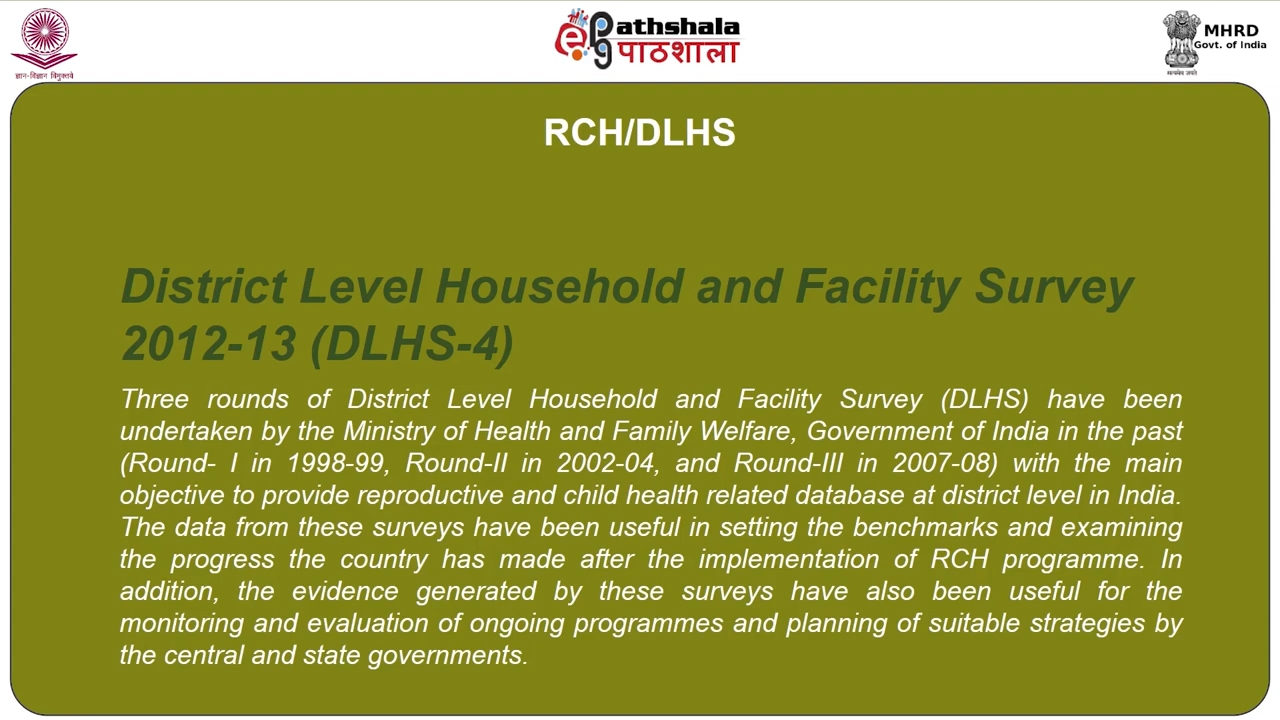 ज्ञान-विज्ञान विमुक्तये
ePathshala
पाठशाला
MHRD
Govt. of India
सत्यमेव जयते
RCH/DLHS
District Level Household and Facility Survey
2012-13 (DLHS-4)
Three rounds of District Level Household and Facility Survey (DLHS) have been
undertaken by the Ministry of Health and Family Welfare, Government of India in the past
(Round- I in 1998-99, Round-II in 2002-04, and Round-III in 2007-08) with the main
objective to provide reproductive and child health related database at district level in India.
The data from these surveys have been useful in setting the benchmarks and examining
the progress the country has made after the implementation of RCH programme. In
addition, the evidence generated by these surveys have also been useful for the
monitoring and evaluation of ongoing programmes and planning of suitable strategies by
the central and state governments.